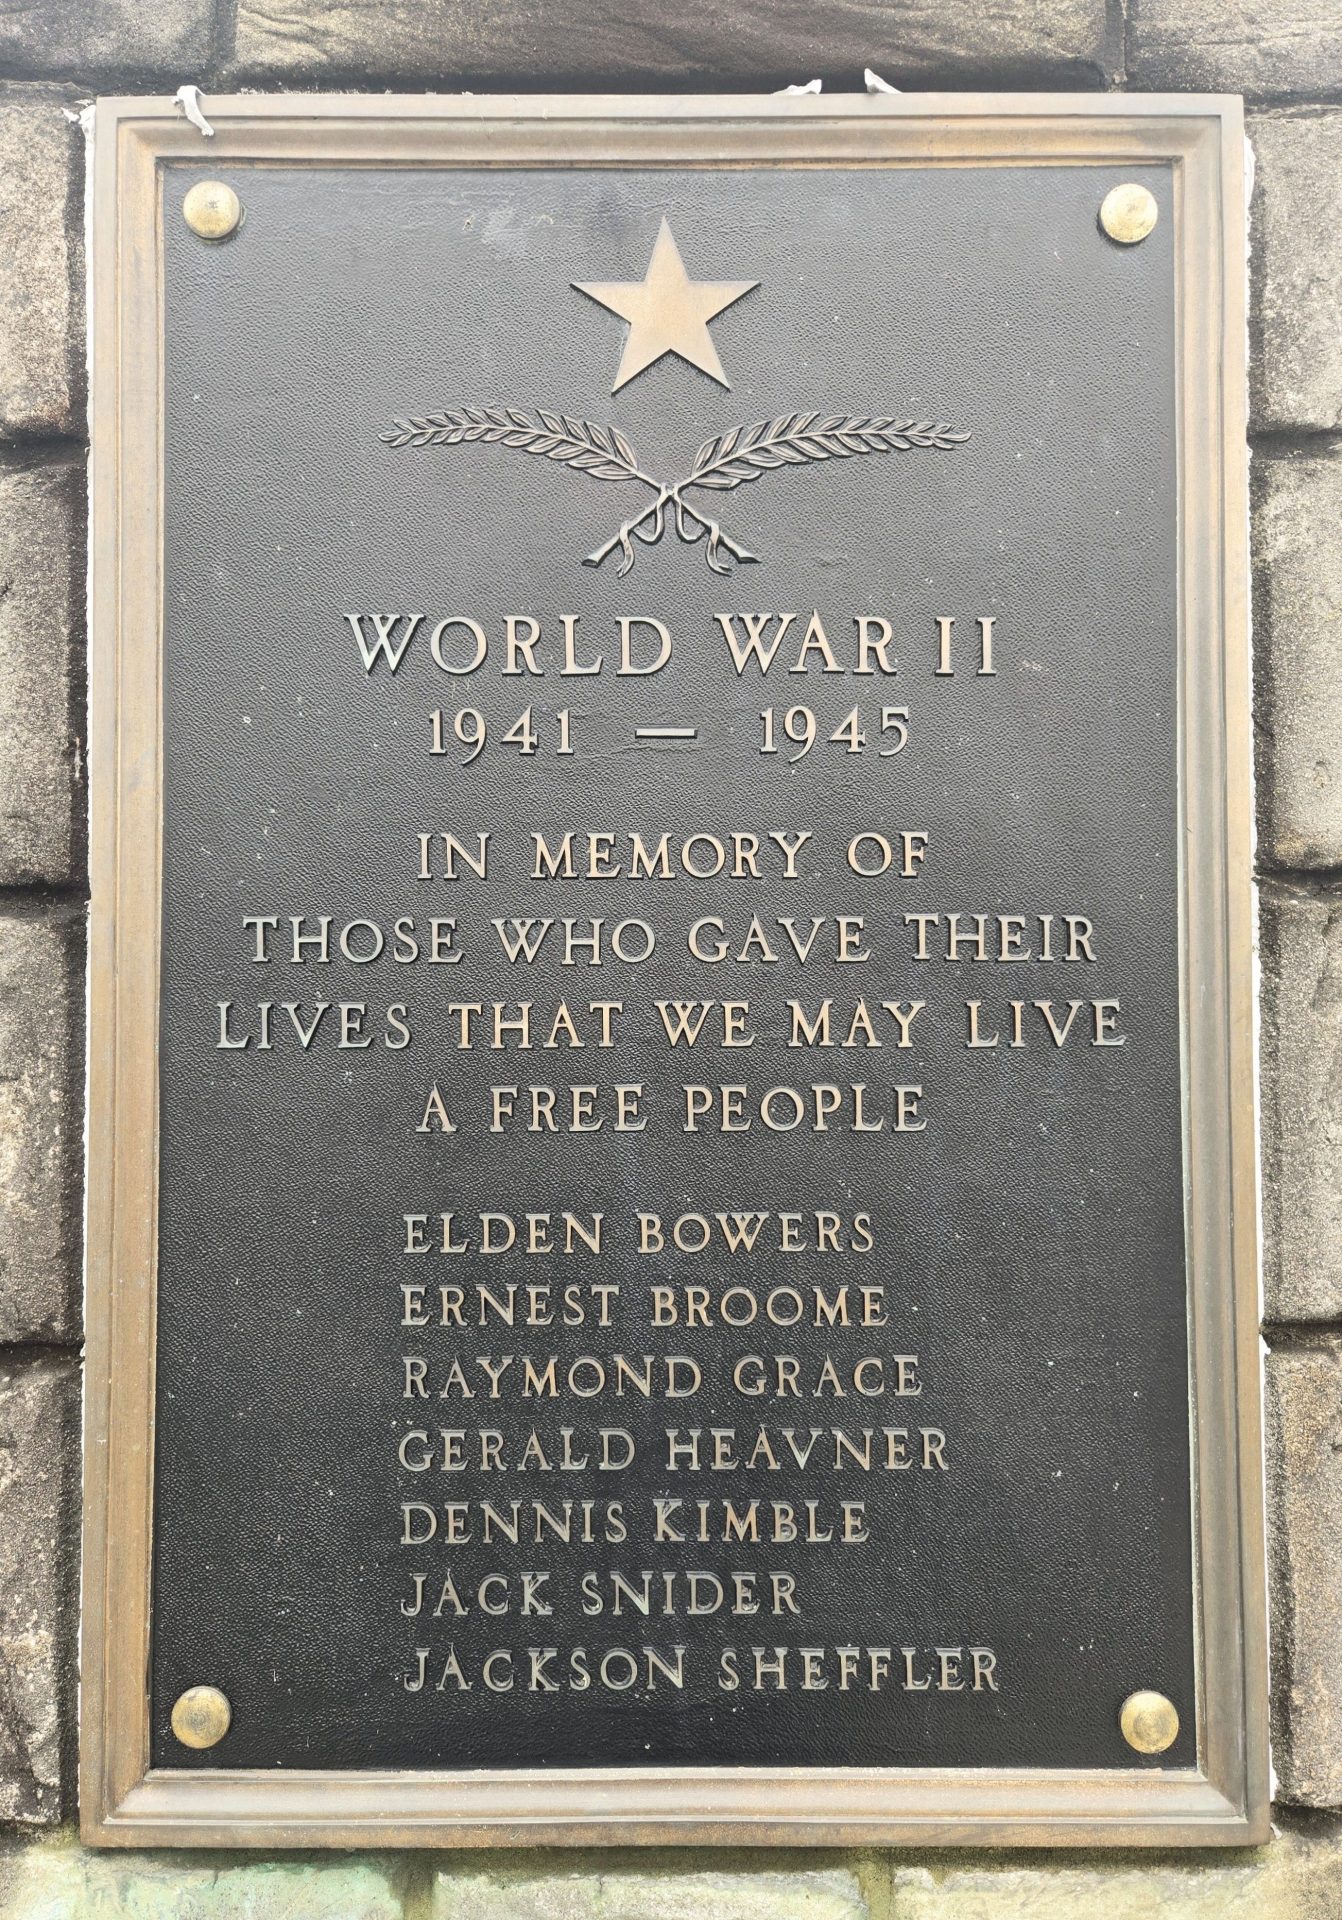 WORLD WAR II
1941 — 1945
IN MEMORY OF
THOSE WHO GAVE THEIR
LIVES THAT WE MAY LIVE
A FREE PEOPLE
ELDEN BOWERS
ERNEST BROOME
RAYMOND GRACE
GERALD HEAVNER
DENNIS KIMBLE
JACK SNIDER
JACKSON SHEFFLER